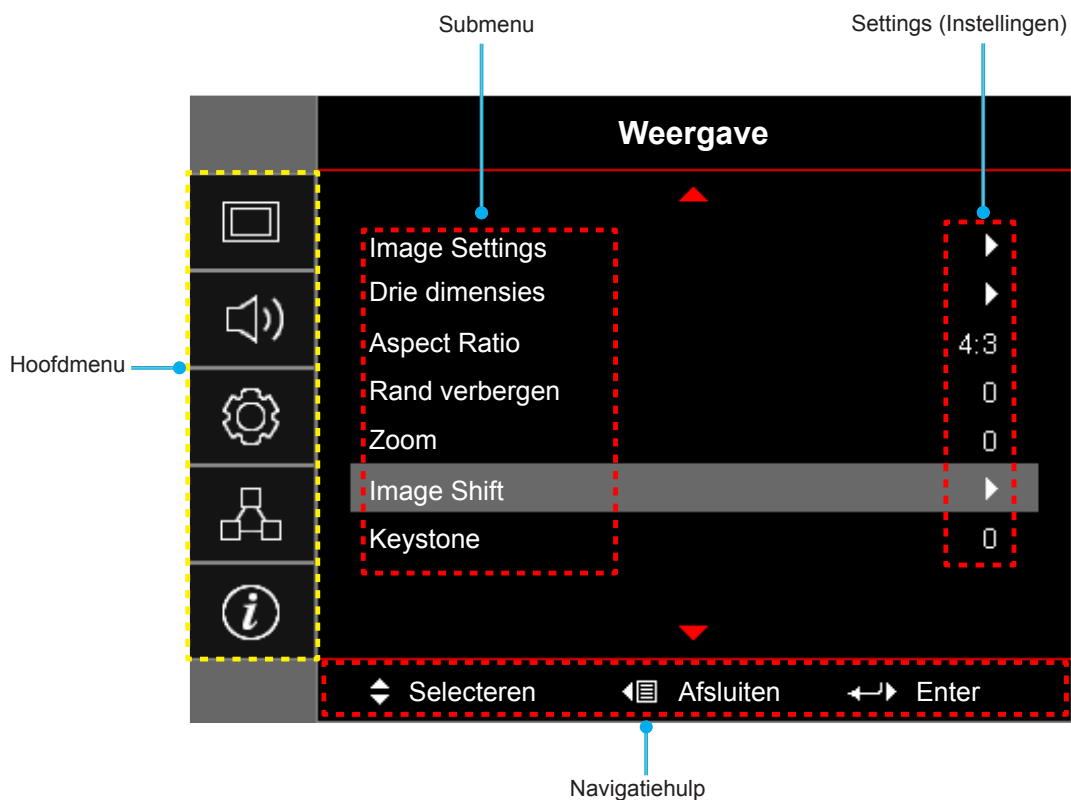 Submenu
Settings (Instellingen)
Weergave
Image Settings
Drie dimensies
Aspect Ratio 4:3
Hoofdmenu
Rand verbergen 0
Zoom 0
Image Shift
Keystone 0
Selecteren Afsluiten Enter
Navigatiehulp